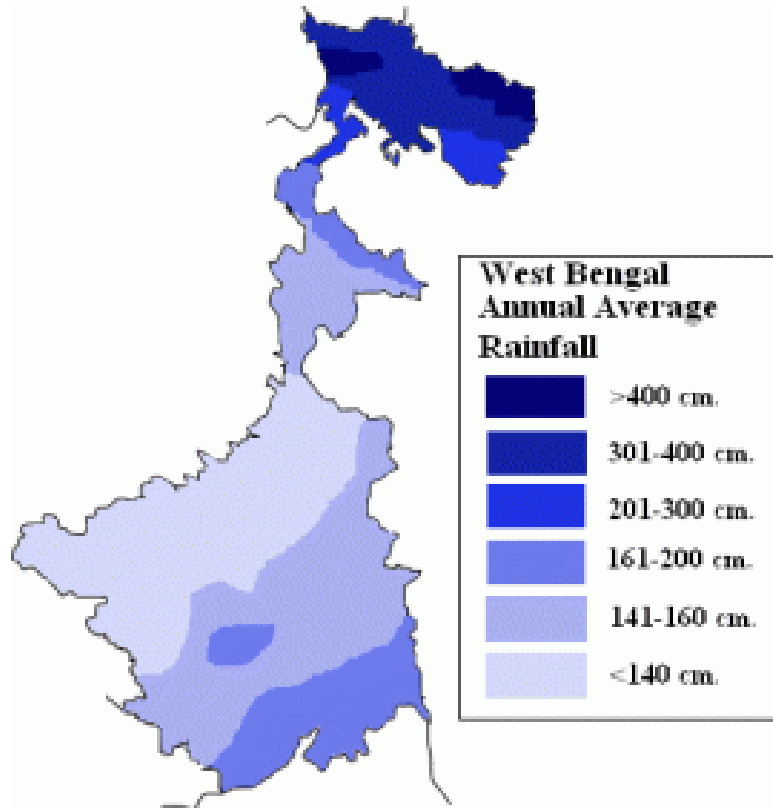 West Bengal
Annual Average
Rainfall
>400 cm.
301-400 cm.
201-300 cm.
161-200 cm.
141-160 cm.
<140 cm.